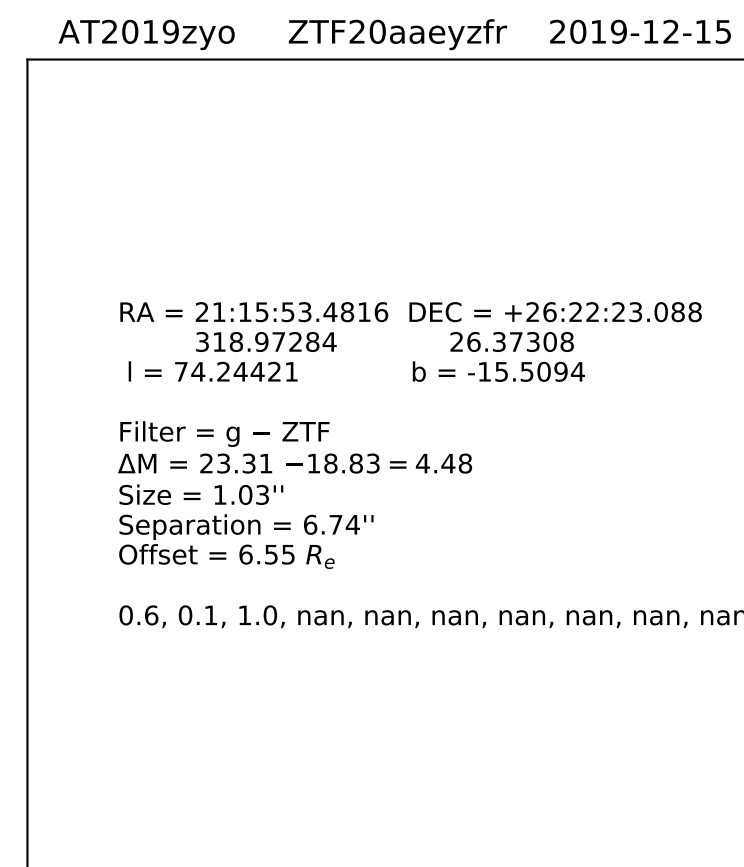 AT2019zyo ZTF20aaeyzfr 2019-12-15
RA = 21:15:53.4816 DEC = +26:22:23.088
318.97284 26.37308
l = 74.24421 b = -15.5094
Filter = g − ZTF
ΔM = 23.31 −18.83 = 4.48
Size = 1.03''
Separation = 6.74''
Offset = 6.55 Re
0.6, 0.1, 1.0, nan, nan, nan, nan, nan, nan, nan